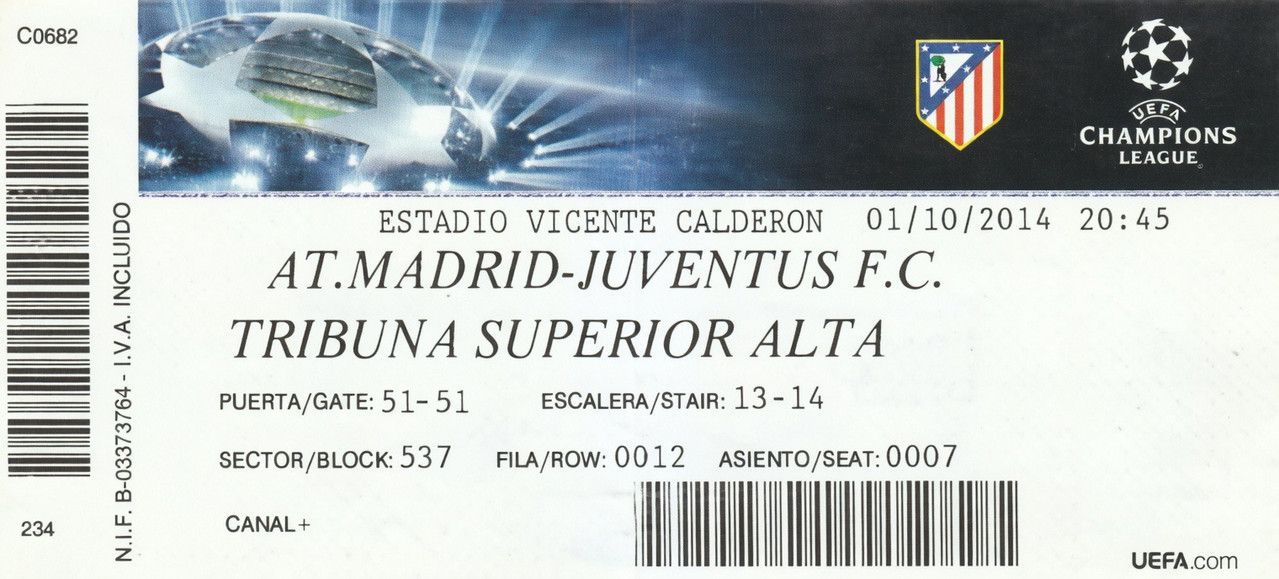 C0682
234
N.I.F. B-03373764 - I.V.A. INCLUIDO
UEFA
CHAMPIONS
LEAGUE
ESTADIO VICENTE CALDERON 01/10/2014 20:45
AT.MADRID-JUVENTUS F.C.
TRIBUNA SUPERIOR ALTA
PUERTA/GATE: 51-51 ESCALERA/STAIR: 13-14
SECTOR/BLOCK: 537 FILA/ROW: 0012 ASIENTO/SEAT: 0007
CANAL+
UEFA.com